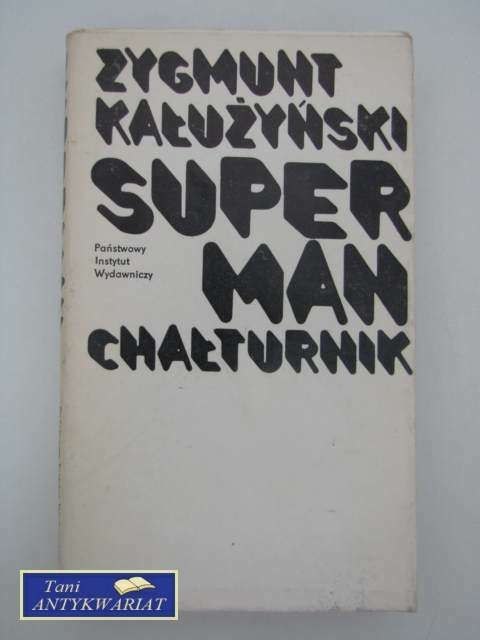 ZYGMUNT
KAŁUŻYŃSKI
SUPER
MAN
Państwowy
Instytut
Wydawniczy
CHAŁTURNIK
Tani
ANTYKWARIAT